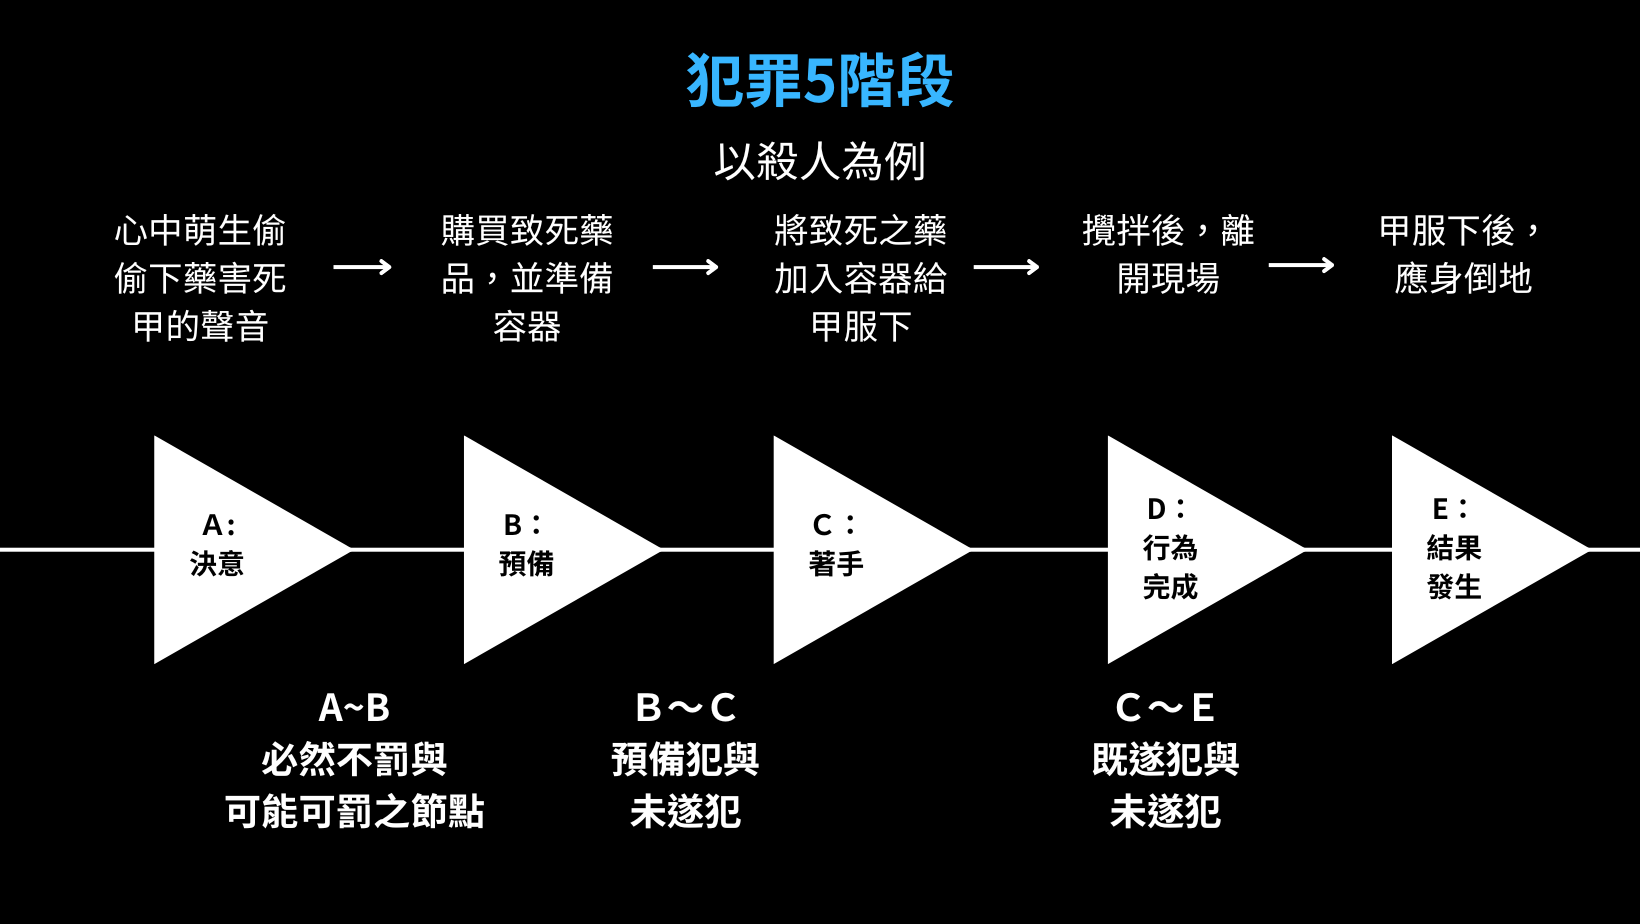 犯罪5階段
以殺人為例
心中萌生偷
偷下藥害死
甲的聲音
購買致死藥
品，並準備
容器
將致死之藥
加入容器給
甲服下
攪拌後，離
開現場
甲服下後，
應身倒地
A:
決意
B：
預備
C：
著手
D：
行為
完成
E：
結果
發生
A~B
必然不罰與
可能可罰之節點
B～C
預備犯與
未遂犯
C～E
既遂犯與
未遂犯